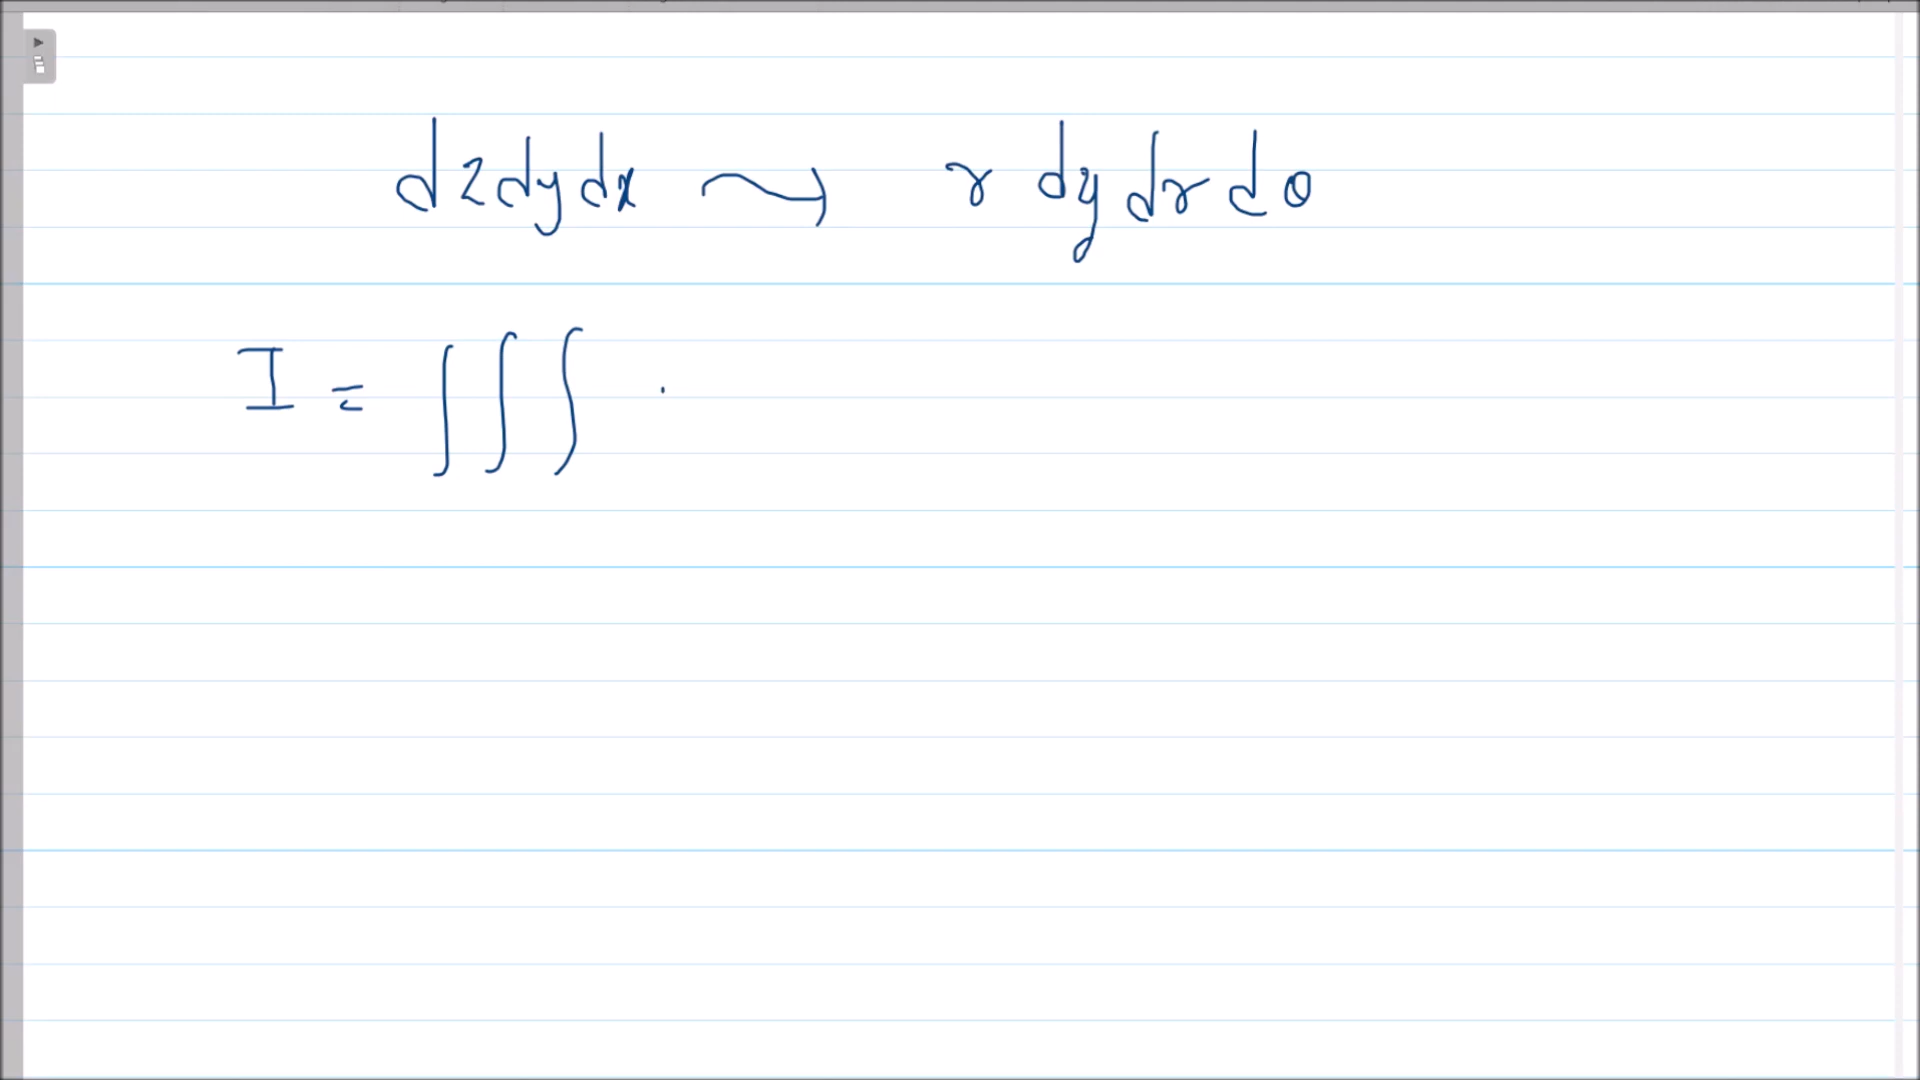 dzdydx ⤳ r dy dr dθ
I = ∫∫∫ .